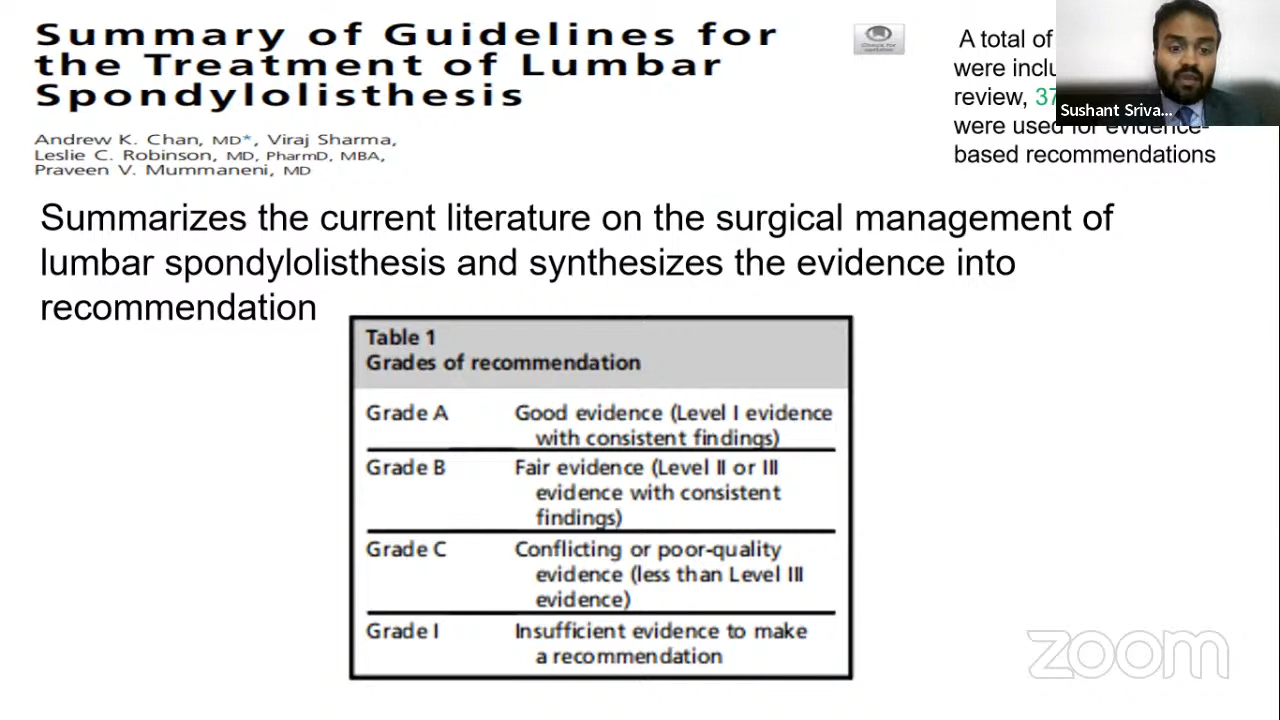 Summary of Guidelines for
the Treatment of Lumbar
Spondylolisthesis
Check for
updates
Andrew K. Chan, MD*, Viraj Sharma,
Leslie C. Robinson, MD, PharmD, MBA,
Praveen V. Mummaneni, MD
A total of
were inclu
review, 37
were used for evidence-
based recommendations
Sushant Sriva...
Summarizes the current literature on the surgical management of
lumbar spondylolisthesis and synthesizes the evidence into
recommendation
Table 1
Grades of recommendation
Grade A Good evidence (Level I evidence
with consistent findings)
Grade B Fair evidence (Level II or III
evidence with consistent
findings)
Grade C Conflicting or poor-quality
evidence (less than Level III
evidence)
Grade I Insufficient evidence to make
a recommendation
zoom